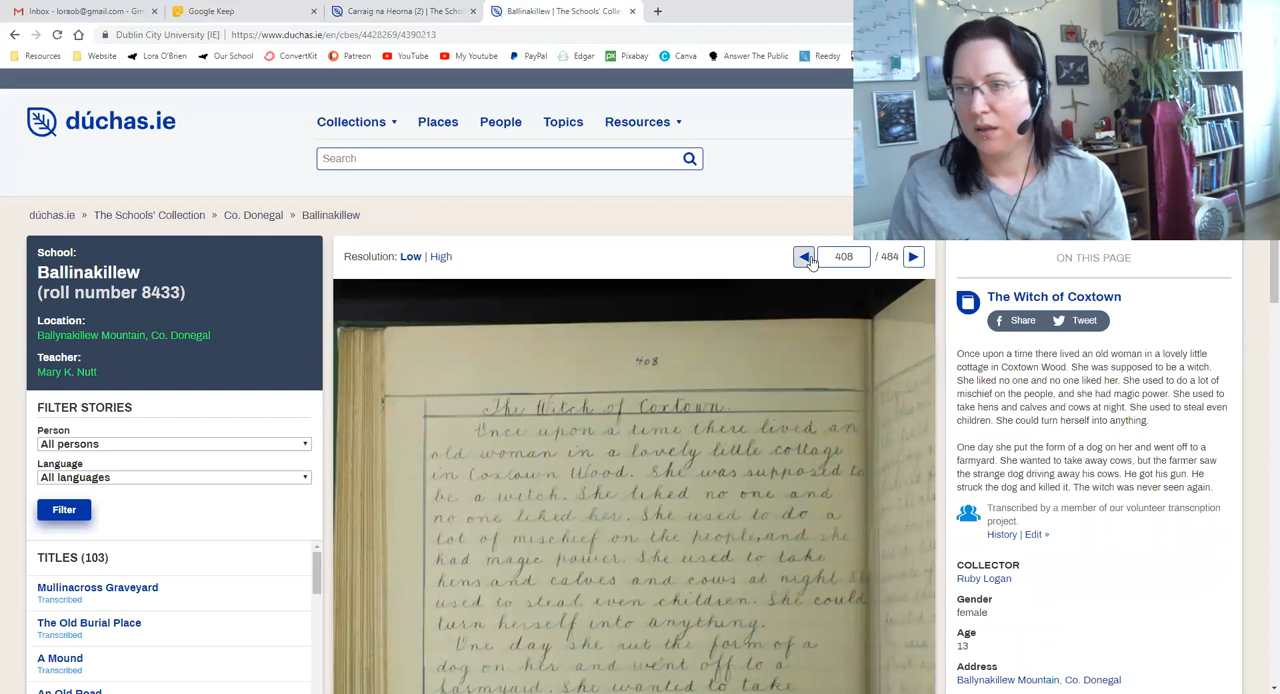 Inbox - loraob@gmail.com - Gm
Google Keep
Carraig na Heorna (2) | The Scho
Ballinakillew | The Schools' Colle
Dublin City University [IE] | https://www.duchas.ie/en/cbes/4428269/4390213
Resources Website Lora O'Brien Our School ConvertKit Patreon YouTube My Youtube PayPal Edgar Pixabay Canva Answer The Public Reedsy
dúchas.ie
Collections Places People Topics Resources
Search
dúchas.ie » The Schools' Collection » Co. Donegal » Ballinakillew
School:
Ballinakillew
(roll number 8433)
Location:
Ballynakillew Mountain, Co. Donegal
Teacher:
Mary K. Nutt
FILTER STORIES
Person
All persons
Language
All languages
Filter
TITLES (103)
Mullinacross Graveyard
Transcribed
The Old Burial Place
Transcribed
A Mound
Transcribed
An Old Road
Resolution: Low | High
408 / 484
408
The Witch of Coxtown.
Once upon a time there lived an
old woman in a lovely little cottage
in Coxtown Wood. She was supposed to
be a witch. She liked no one and
no one liked her. She used to do a
lot of mischief on the people, and she
had magic power. She used to take
hens and calves and cows at night. She
used to steal even children. She could
turn herself into anything.
One day she put the form of a
dog on her and went off to a
farmyard. She wanted to take
ON THIS PAGE
The Witch of Coxtown
Share Tweet
Once upon a time there lived an old woman in a lovely little
cottage in Coxtown Wood. She was supposed to be a witch.
She liked no one and no one liked her. She used to do a lot of
mischief on the people, and she had magic power. She used to
take hens and calves and cows at night. She used to steal even
children. She could turn herself into anything.
One day she put the form of a dog on her and went off to a
farmyard. She wanted to take away cows, but the farmer saw
the strange dog driving away his cows. He got his gun. He
struck the dog and killed it. The witch was never seen again.
Transcribed by a member of our volunteer transcription
project.
History | Edit »
COLLECTOR
Ruby Logan
Gender
female
Age
13
Address
Ballynakillew Mountain, Co. Donegal